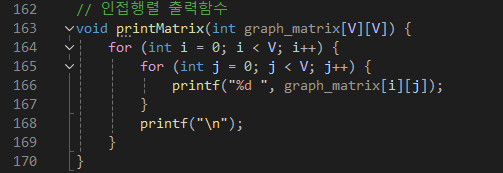 162 // 인접행렬 출력함수
163 void printMatrix(int graph_matrix[V][V]) {
164 for (int i = 0; i < V; i++) {
165 for (int j = 0; j < V; j++) {
166 printf("%d ", graph_matrix[i][j]);
167 }
168 printf("\n");
169 }
170 }